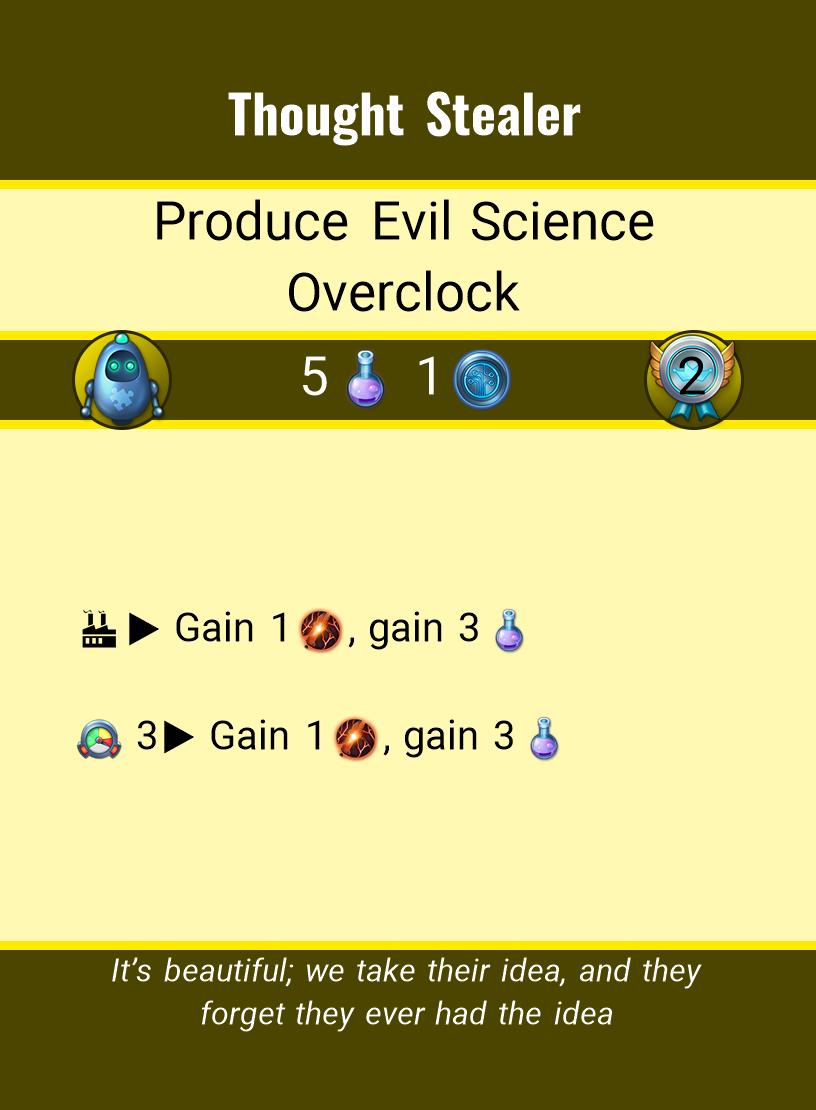 Thought Stealer
Produce Evil Science
Overclock
5 1 2
▶ Gain 1 , gain 3
3▶ Gain 1 , gain 3
It’s beautiful; we take their idea, and they
forget they ever had the idea